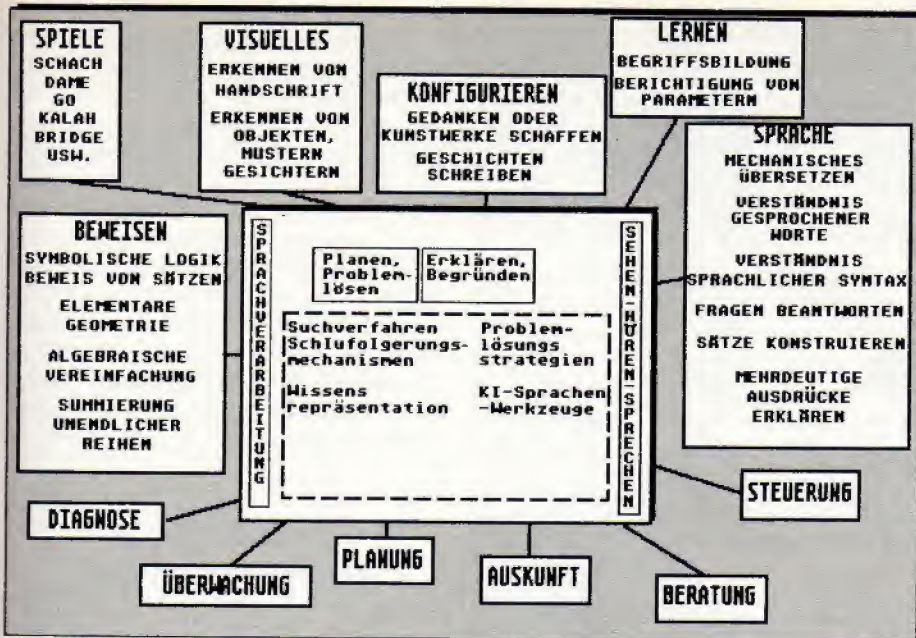 SPIELE
SCHACH
DAME
GO
KALAH
BRIDGE
USW.
VISUELLES
ERKENNEN VON
HANDSCHRIFT
ERKENNEN VON
OBJEKTEN,
MUSTERN
GESICHTERN
KONFIGURIEREN
GEDANKEN ODER
KUNSTWERKE SCHAFFEN
GESCHICHTEN
SCHREIBEN
LERNEN
BEGRIFFSBILDUNG
BERICHTIGUNG VON
PARAMETERN
SPRACHE
MECHANISCHES
ÜBERSETZEN
VERSTÄNDNIS
GESPROCHENER
WORTE
VERSTÄNDNIS
SPRACHLICHER SYNTAX
FRAGEN BEANTWORTEN
SÄTZE KONSTRUIEREN
MEHRDEUTIGE
AUSDRÜCKE
ERKLÄREN
BEWEISEN
SYMBOLISCHE LOGIK
BEWEIS VON SÄTZEN
ELEMENTARE
GEOMETRIE
ALGEBRAISCHE
VEREINFACHUNG
SUMMIERUNG
UNENDLICHER
REIHEN
SPRACHVERARBEITUNG
Planen,
Problem-
lösen
Erklären,
Begründen
Suchverfahren
Schlufolgerungs-
mechanismen
Wissens
repräsentation
Problem-
lösungs
strategien
KI-Sprachen
-Werkzeuge
SEHEN-HÖREN-SPRECHEN
DIAGNOSE
ÜBERWACHUNG
PLANUNG
AUSKUNFT
BERATUNG
STEUERUNG